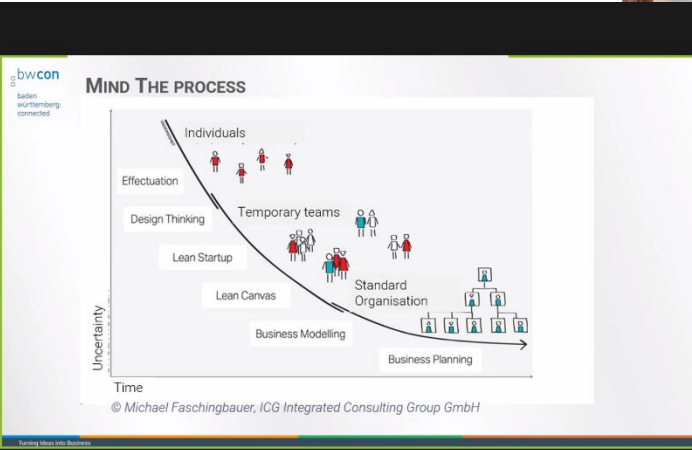 bwcon
baden
württemberg:
connected
MIND THE PROCESS
Individuals
Effectuation
Design Thinking
Temporary teams
Lean Startup
Lean Canvas
Standard
Organisation
Business Modelling
Business Planning
Uncertainty
Time
© Michael Faschingbauer, ICG Integrated Consulting Group GmbH
Turning Ideas into Business